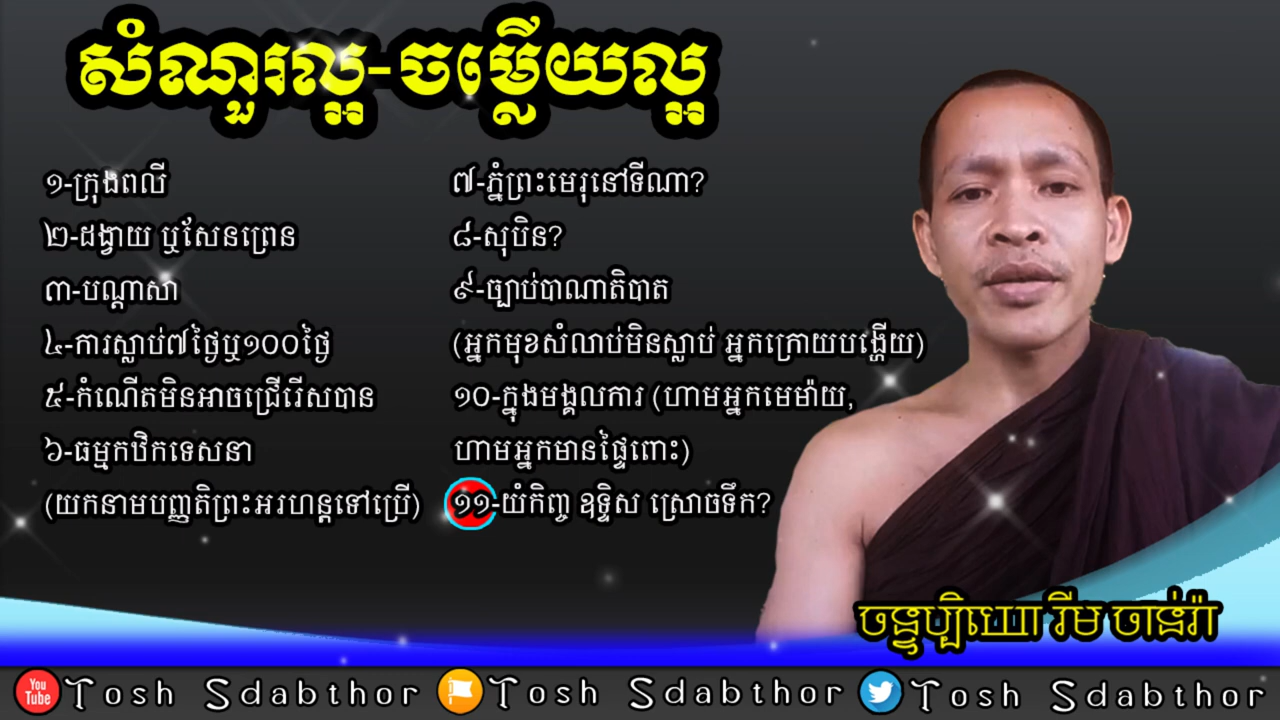 សំណួរល្អ-ចម្លើយល្អ
១-ក្រុងពលី
២-ដង្វាយ ឬសែនព្រេន
៣-បណ្ដាសា
៤-ការស្លាប់៧ថ្ងៃឬ១០០ថ្ងៃ
៥-កំណើតមិនអាចជ្រើរើសបាន
៦-ធម្មកឋិកទេសនា
(យកនាមបញ្ញតិព្រះអរហន្តទៅប្រើ)
៧-ភ្នំព្រះមេរុនៅទីណា?
៨-សុបិន?
៩-ច្បាប់បាណាតិបាត
(អ្នកមុខសំលាប់មិនស្លាប់ អ្នកក្រោយបង្ហើយ)
១០-ក្នុងមង្គលការ (ហាមអ្នកមេម៉ាយ,
ហាមអ្នកមានផ្ទៃពោះ)
១១-យំកិញ្ច ឧទ្ទិស ស្រោចទឹក?
ចន្ទប្បិយោ រីម ចាន់រ៉ា
You Tube Tosh Sdabthor Tosh Sdabthor Tosh Sdabthor